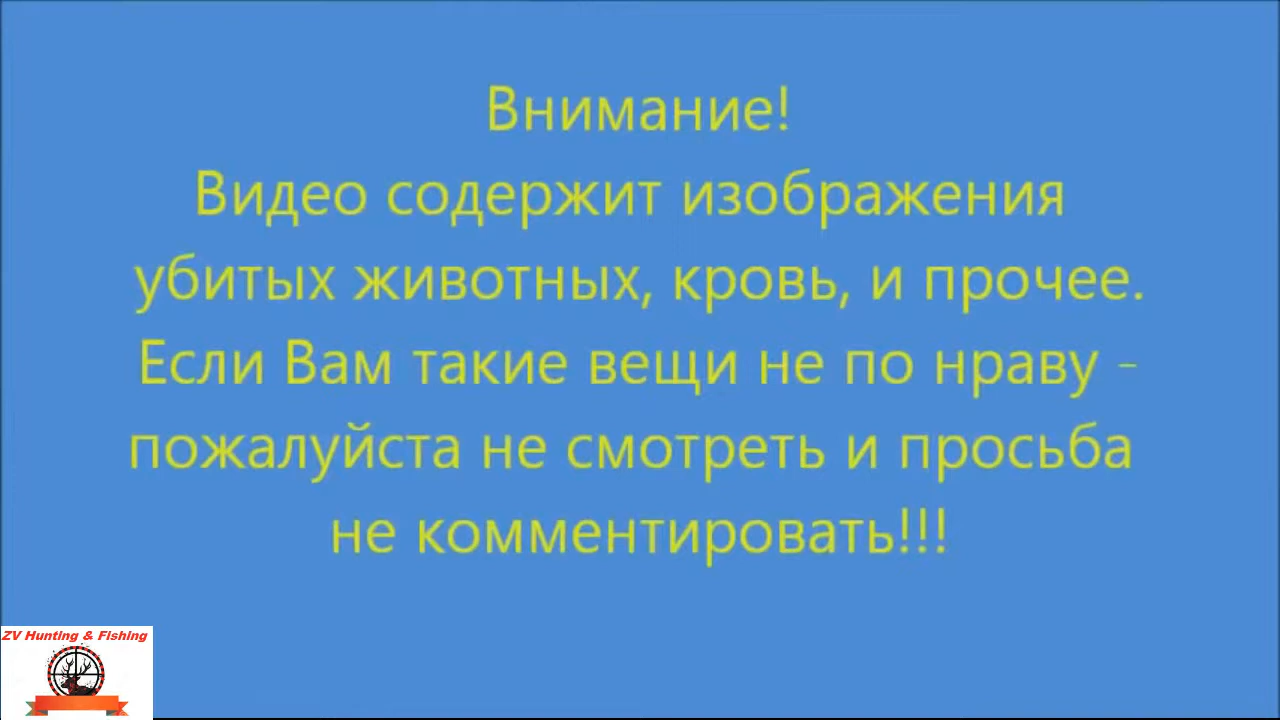 Внимание!
Видео содержит изображения
убитых животных, кровь, и прочее.
Если Вам такие вещи не по нраву -
пожалуйста не смотреть и просьба
не комментировать!!!
ZV Hunting & Fishing